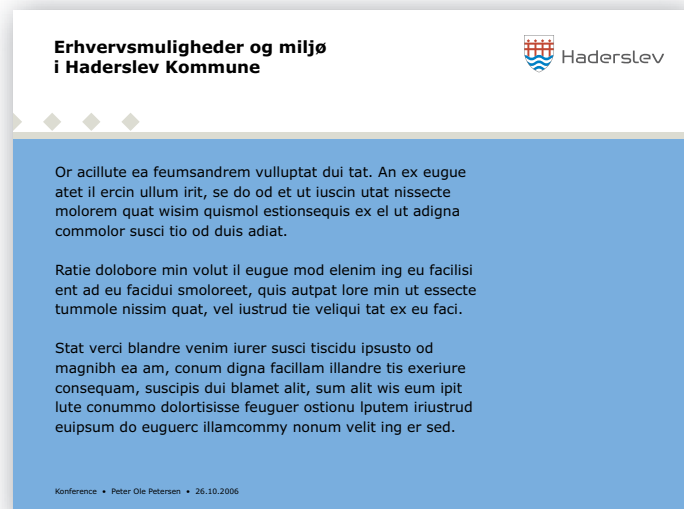 Erhvervsmuligheder og miljø
i Haderslev Kommune
Haderslev
Or acillute ea feumsandrem vulluptat dui tat. An ex eugue
atet il ercin ullum irit, se do od et ut iuscin utat nissecte
molorem quat wisim quismol estionsequis ex el ut adigna
commolor susci tio od duis adiat.
Ratie dolobore min volut il eugue mod elenim ing eu facilisi
ent ad eu facidui smoloreet, quis autpat lore min ut essecte
tummole nissim quat, vel iustrud tie veliqui tat ex eu faci.
Stat verci blandre venim iurer susci tiscidu ipsusto od
magnibh ea am, conum digna facillam illandre tis exeriure
consequam, suscipis dui blamet alit, sum alit wis eum ipit
lute conummo dolortisisse feuguer ostionu lputem iriustrud
euipsum do euguerc illamcommy nonum velit ing er sed.
Konference • Peter Ole Petersen • 26.10.2006